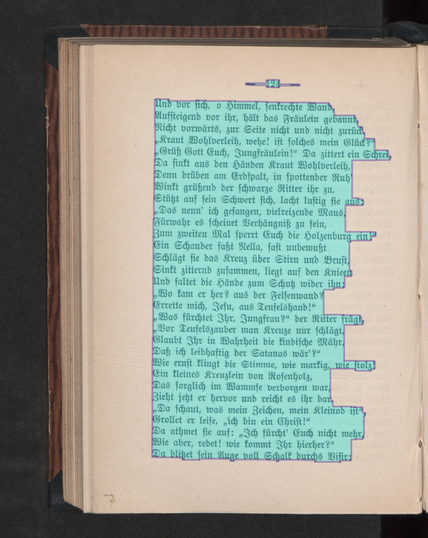 62
Und vor sich, o Himmel, senkrechte Wand,
Aufsteigend vor ihr, hält das Fräulein gebannt,
Nicht vorwärts, zur Seite nicht und nicht zurück,
„Kraut Wohlverleih, wehe! ist solches mein Glück?“
„Grüß Gott Euch, Jungfräulein!“ Da zittert ein Schrei,
Da sinkt aus den Händen Kraut Wohlverleih,
Denn drüben am Erdspalt, in spottender Ruh'
Winkt grüßend der schwarze Ritter ihr zu,
Stützt auf sein Schwert sich, lacht lustig sie aus:
„Das nenn' ich gefangen, vielreizende Maus,
Fürwahr es scheinet Verhängniß zu sein,
Zum zweiten Mal sperrt Euch die Holzenburg ein!“
Ein Schauder faßt Nella, fast unbewußt
Schlägt sie das Kreuz über Stirn und Brust,
Sinkt zitternd zusammen, liegt auf den Knieen
Und faltet die Hände zum Schutz wider ihn:
„Wo kam er her? aus der Felsenwand?
Errette mich, Jesu, aus Teufelshand!“
„Was fürchtet Ihr, Jungfrau?“ der Ritter frägt,
„Vor Teufelszauber man Kreuze nur schlägt,
Glaubt Ihr in Wahrheit die kindische Mähr,
Daß ich leibhaftig der Satanas wär'?“
Wie ernst klingt die Stimme, wie markig, wie stolz!
Ein kleines Kreuzlein von Rosenholz,
Das sorglich im Wammse verborgen war,
Zieht jetzt er hervor und reicht es ihr dar.
„Da schaut, was mein Zeichen, mein Kleinod ist“,
Grollet er leise, „ich bin ein Christ!“
Da athmet sie auf: „Ich fürcht' Euch nicht mehr,
Wie aber, redet! wie kommt Ihr hierher?“
Da blitzet sein Auge voll Schalk durchs Visir: